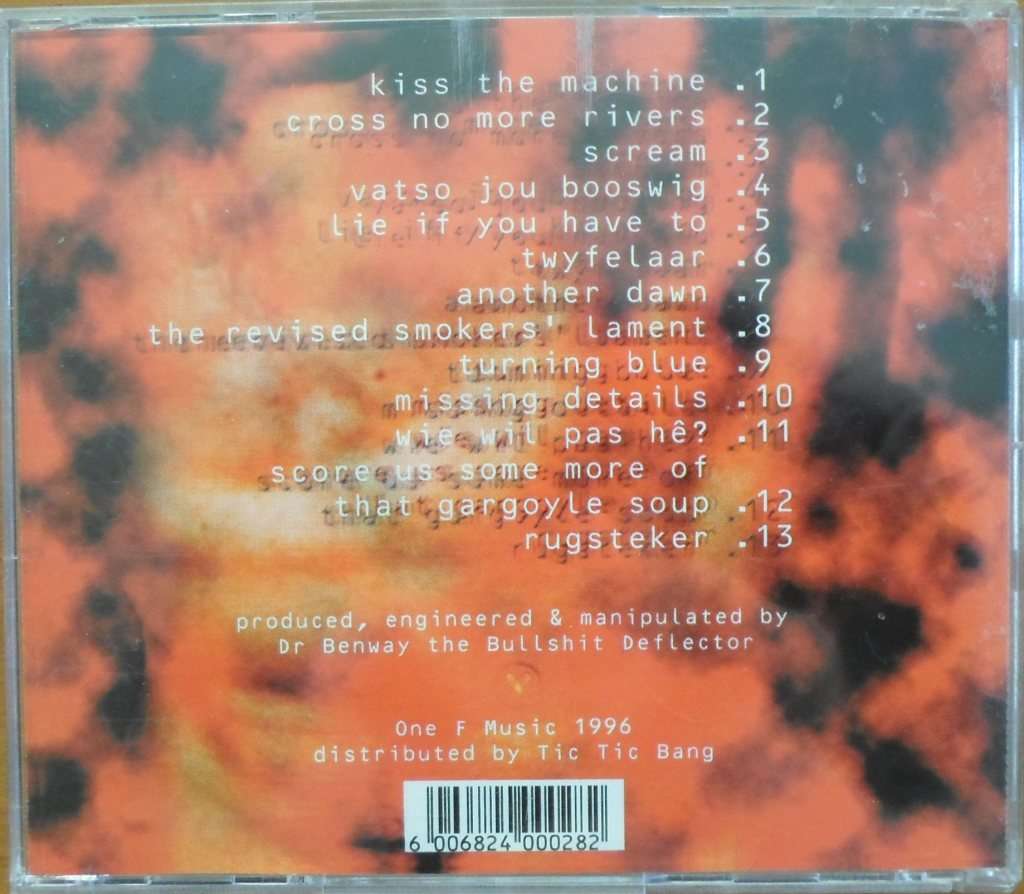 kiss the machine .1
cross no more rivers .2
scream .3
vatso jou booswig .4
lie if you have to .5
twyfelaar .6
another dawn .7
the revised smokers' lament .8
turning blue .9
missing details .10
wie wil pas hê? .11
score us some more of
that gargoyle soup .12
rugsteker .13
produced, engineered & manipulated by
Dr Benway the Bullshit Deflector
One F Music 1996
distributed by Tic Tic Bang
6 006824 000282